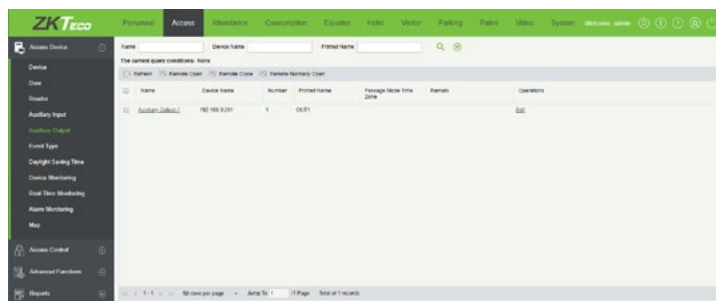 ZKTeco Personnel Access Attendance Consumption Elevator Hotel Visitor Parking Patrol Video System Welcome, admin
Access Device
Device
Door
Reader
Auxiliary Input
Auxiliary Output
Event Type
Daylight Saving Time
Device Monitoring
Real Time Monitoring
Alarm Monitoring
Map
Access Control
Advanced Functions
Reports
Name Device Name Printed Name
The current query conditions: None
Refresh Remote Open Remote Close Remote Normally Open
Name Device Name Number Printed Name Passage Mode Time Zone Remark Operations
Auxiliary Output-1 192.168.9.201 1 OUT1 Edit
1-1 50 rows per page Jump To 1 /1 Page Total of 1 records